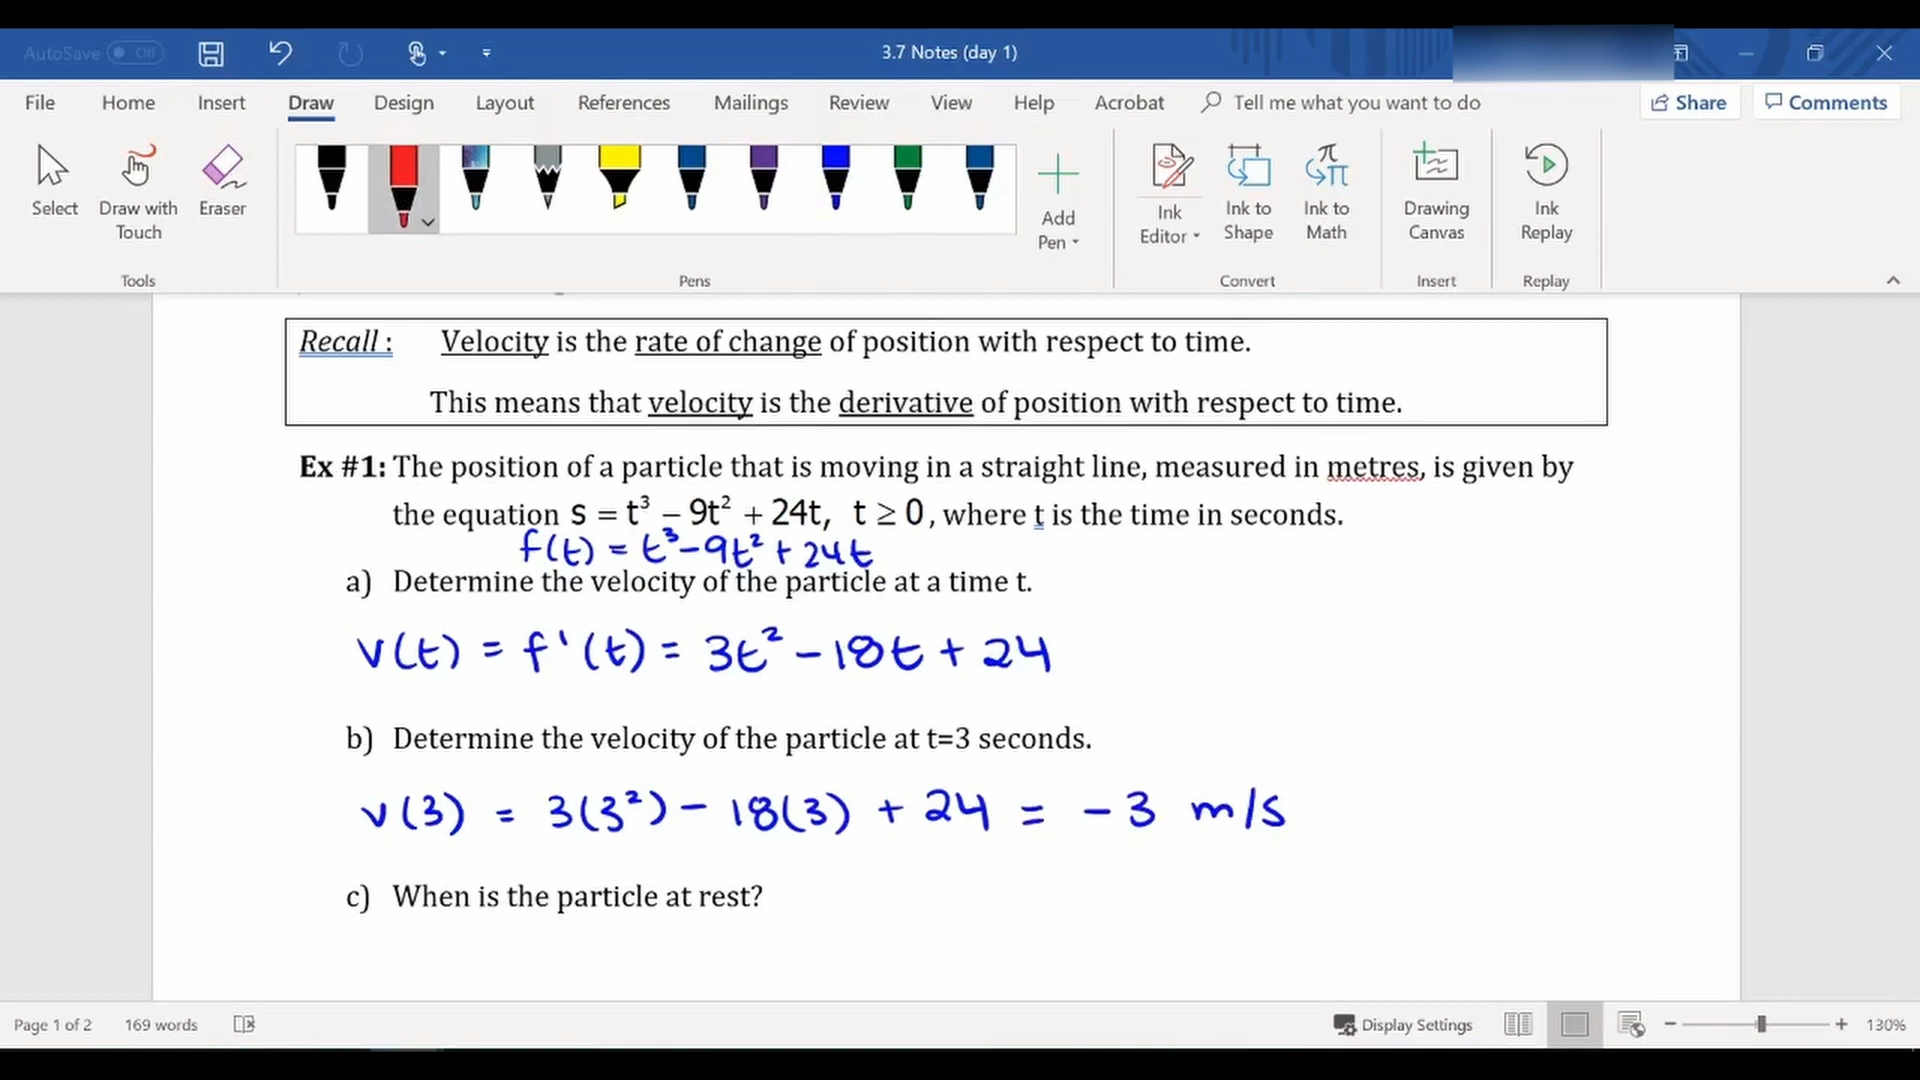 AutoSave Off 3.7 Notes (day 1)
File Home Insert Draw Design Layout References Mailings Review View Help Acrobat Tell me what you want to do Share Comments
Select Draw with Touch Eraser Add Pen Ink Editor Ink to Shape Ink to Math Drawing Canvas Ink Replay
Tools Pens Convert Insert Replay
Recall : Velocity is the rate of change of position with respect to time.
This means that velocity is the derivative of position with respect to time.
Ex #1: The position of a particle that is moving in a straight line, measured in metres, is given by
the equation s = t³ – 9t² + 24t, t ≥ 0, where t is the time in seconds.
f(t) = t³ – 9t² + 24t
a) Determine the velocity of the particle at a time t.
v(t) = f'(t) = 3t² – 18t + 24
b) Determine the velocity of the particle at t=3 seconds.
v(3) = 3(3²) – 18(3) + 24 = –3 m/s
c) When is the particle at rest?
Page 1 of 2 169 words Display Settings 130%